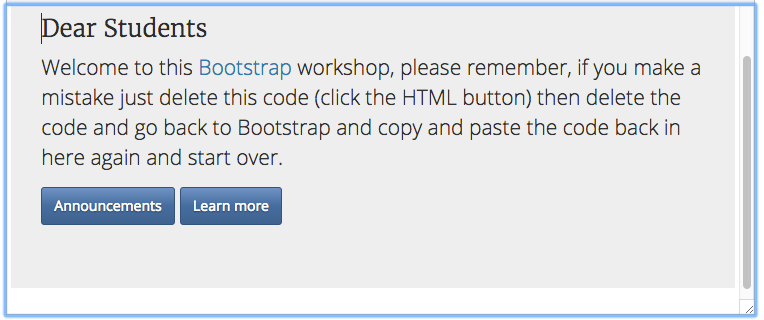 Dear Students
Welcome to this Bootstrap workshop, please remember, if you make a
mistake just delete this code (click the HTML button) then delete the
code and go back to Bootstrap and copy and paste the code back in
here again and start over.
Announcements Learn more